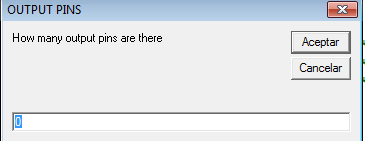 OUTPUT PINS
How many output pins are there
Aceptar
Cancelar
0